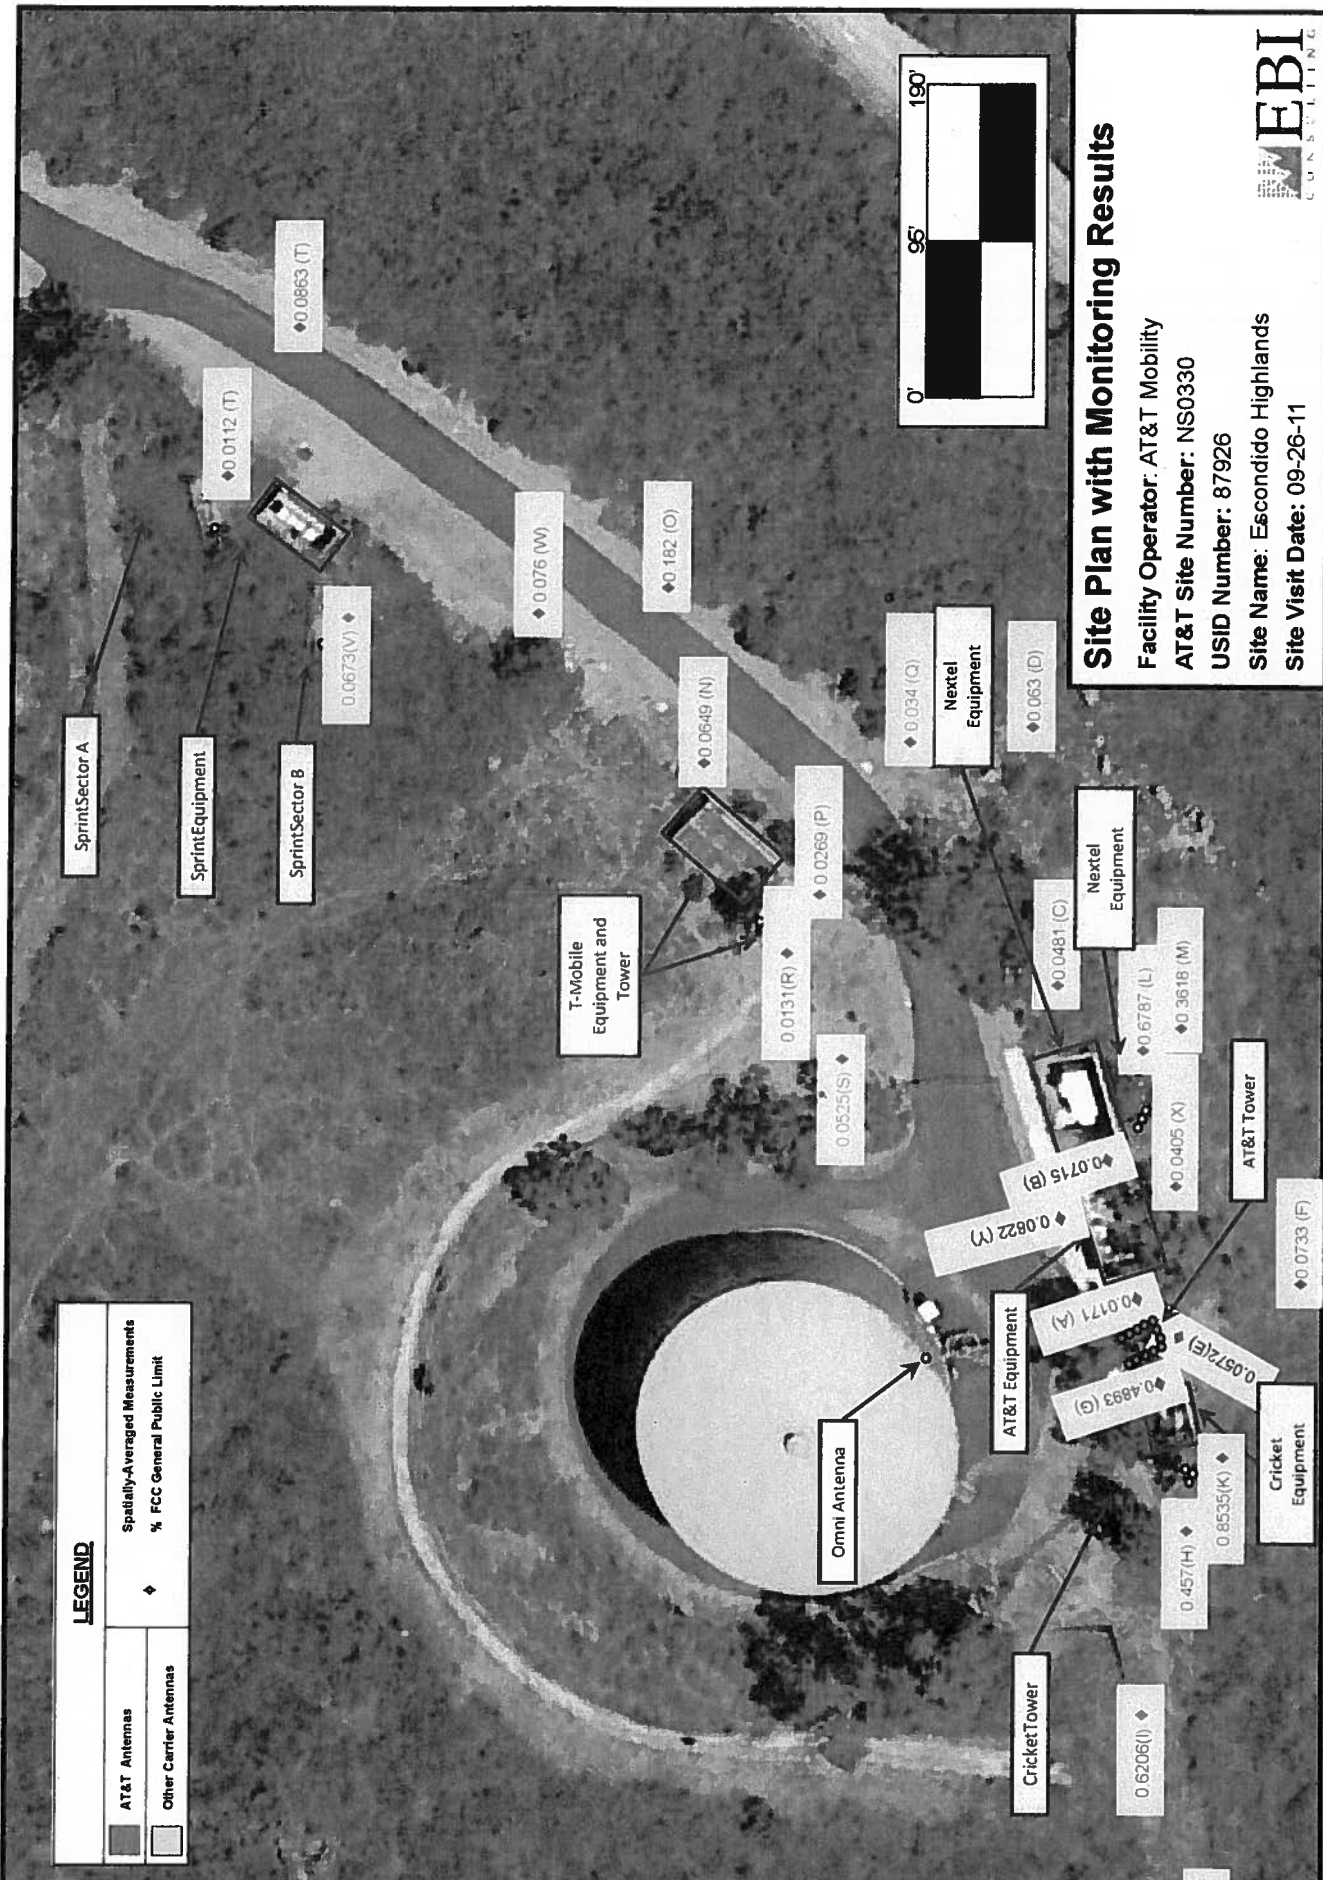 LEGEND
AT&T Antennas
Other Carrier Antennas
Spatially-Averaged Measurements
♦ % FCC General Public Limit
SprintSector A
SprintEquipment
SprintSector B
♦0.0112 (T)
♦0.0863 (T)
0.0673(V) ♦
♦ 0.076 (W)
♦ 0.182 (O)
T-Mobile
Equipment and
Tower
♦0.0649 (N)
♦ 0.0269 (P)
0.0131(R) ♦
0.0525(S) ♦
♦ 0.034 (Q)
Nextel
Equipment
♦0.063 (D)
♦0.0481 (C)
Nextel
Equipment
♦0.6787 (L)
♦0.3618 (M)
♦0.0405 (X)
♦0.0715 (B)
♦ 0.0822 (Y)
AT&T Tower
♦0.0733 (F)
AT&T Equipment
♦0.0171 (A)
♦0.4893 (G)
0.0572(E)
Omni Antenna
Cricket
Equipment
0.8535(K) ♦
0.457(H) ♦
CricketTower
0.6206(I) ♦
0' 95' 190'
Site Plan with Monitoring Results
Facility Operator: AT&T Mobility
AT&T Site Number: NS0330
USID Number: 87926
Site Name: Escondido Highlands
Site Visit Date: 09-26-11
EBI
CONSULTING